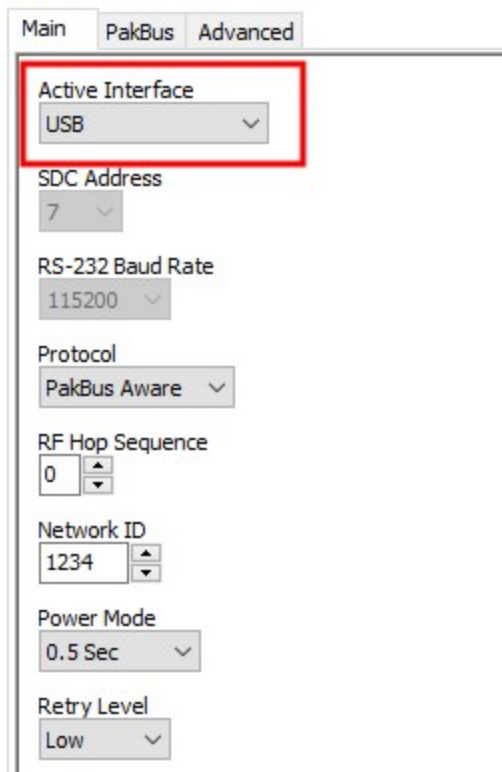 Main PakBus Advanced
Active Interface
USB
SDC Address
7
RS-232 Baud Rate
115200
Protocol
PakBus Aware
RF Hop Sequence
0
Network ID
1234
Power Mode
0.5 Sec
Retry Level
Low